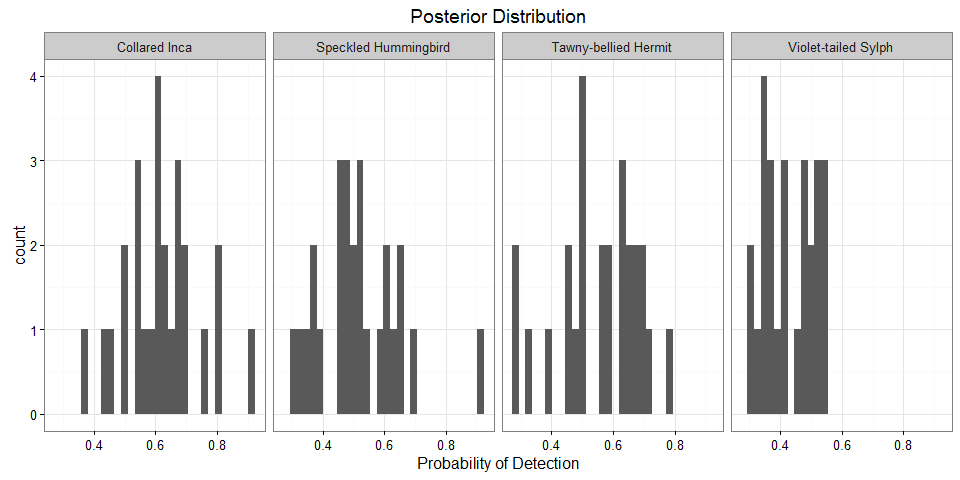 Posterior Distribution
Collared Inca Speckled Hummingbird Tawny-bellied Hermit Violet-tailed Sylph
4
3
2
1
0
count
0.4 0.6 0.8 0.4 0.6 0.8 0.4 0.6 0.8 0.4 0.6 0.8
Probability of Detection